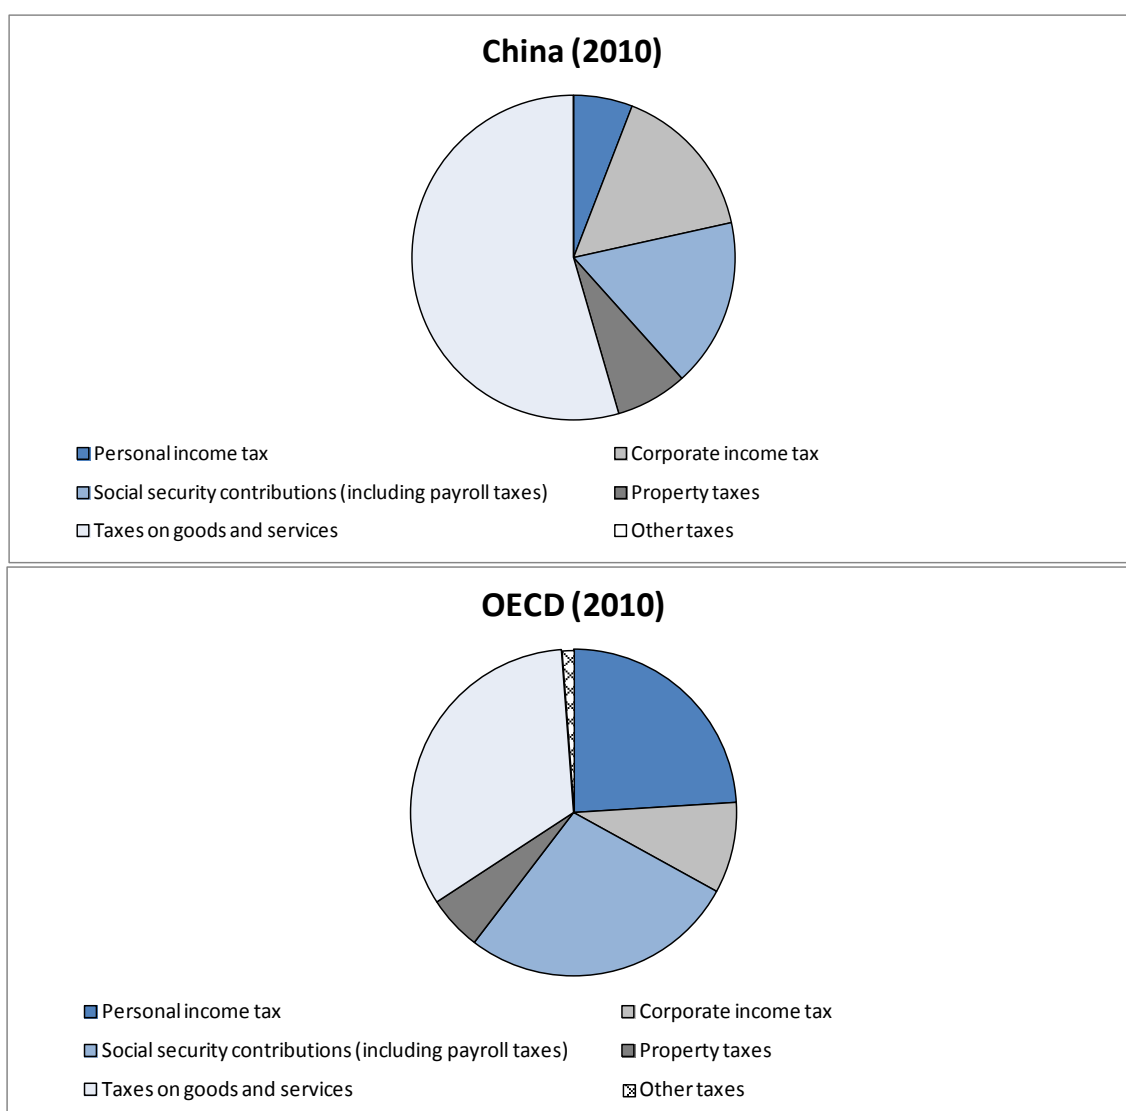 China (2010)
Personal income tax
Corporate income tax
Social security contributions (including payroll taxes)
Property taxes
Taxes on goods and services
Other taxes
OECD (2010)
Personal income tax
Corporate income tax
Social security contributions (including payroll taxes)
Property taxes
Taxes on goods and services
Other taxes